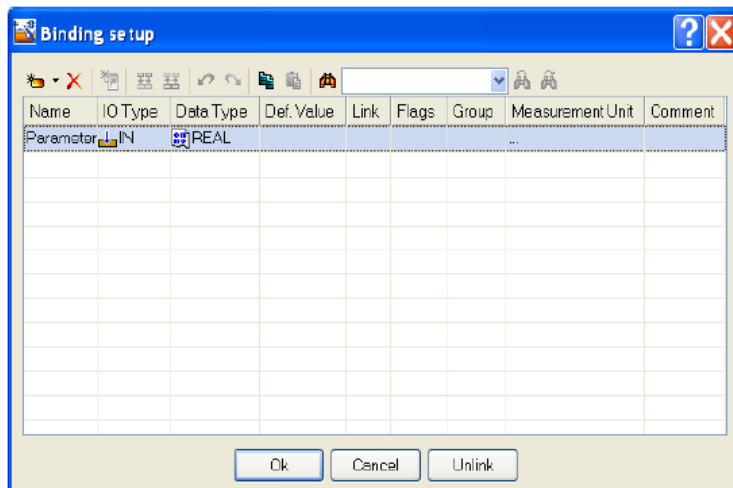 Binding setup
Name IO Type Data Type Def. Value Link Flags Group Measurement Unit Comment
Parameter IN REAL ...
Ok Cancel Unlink